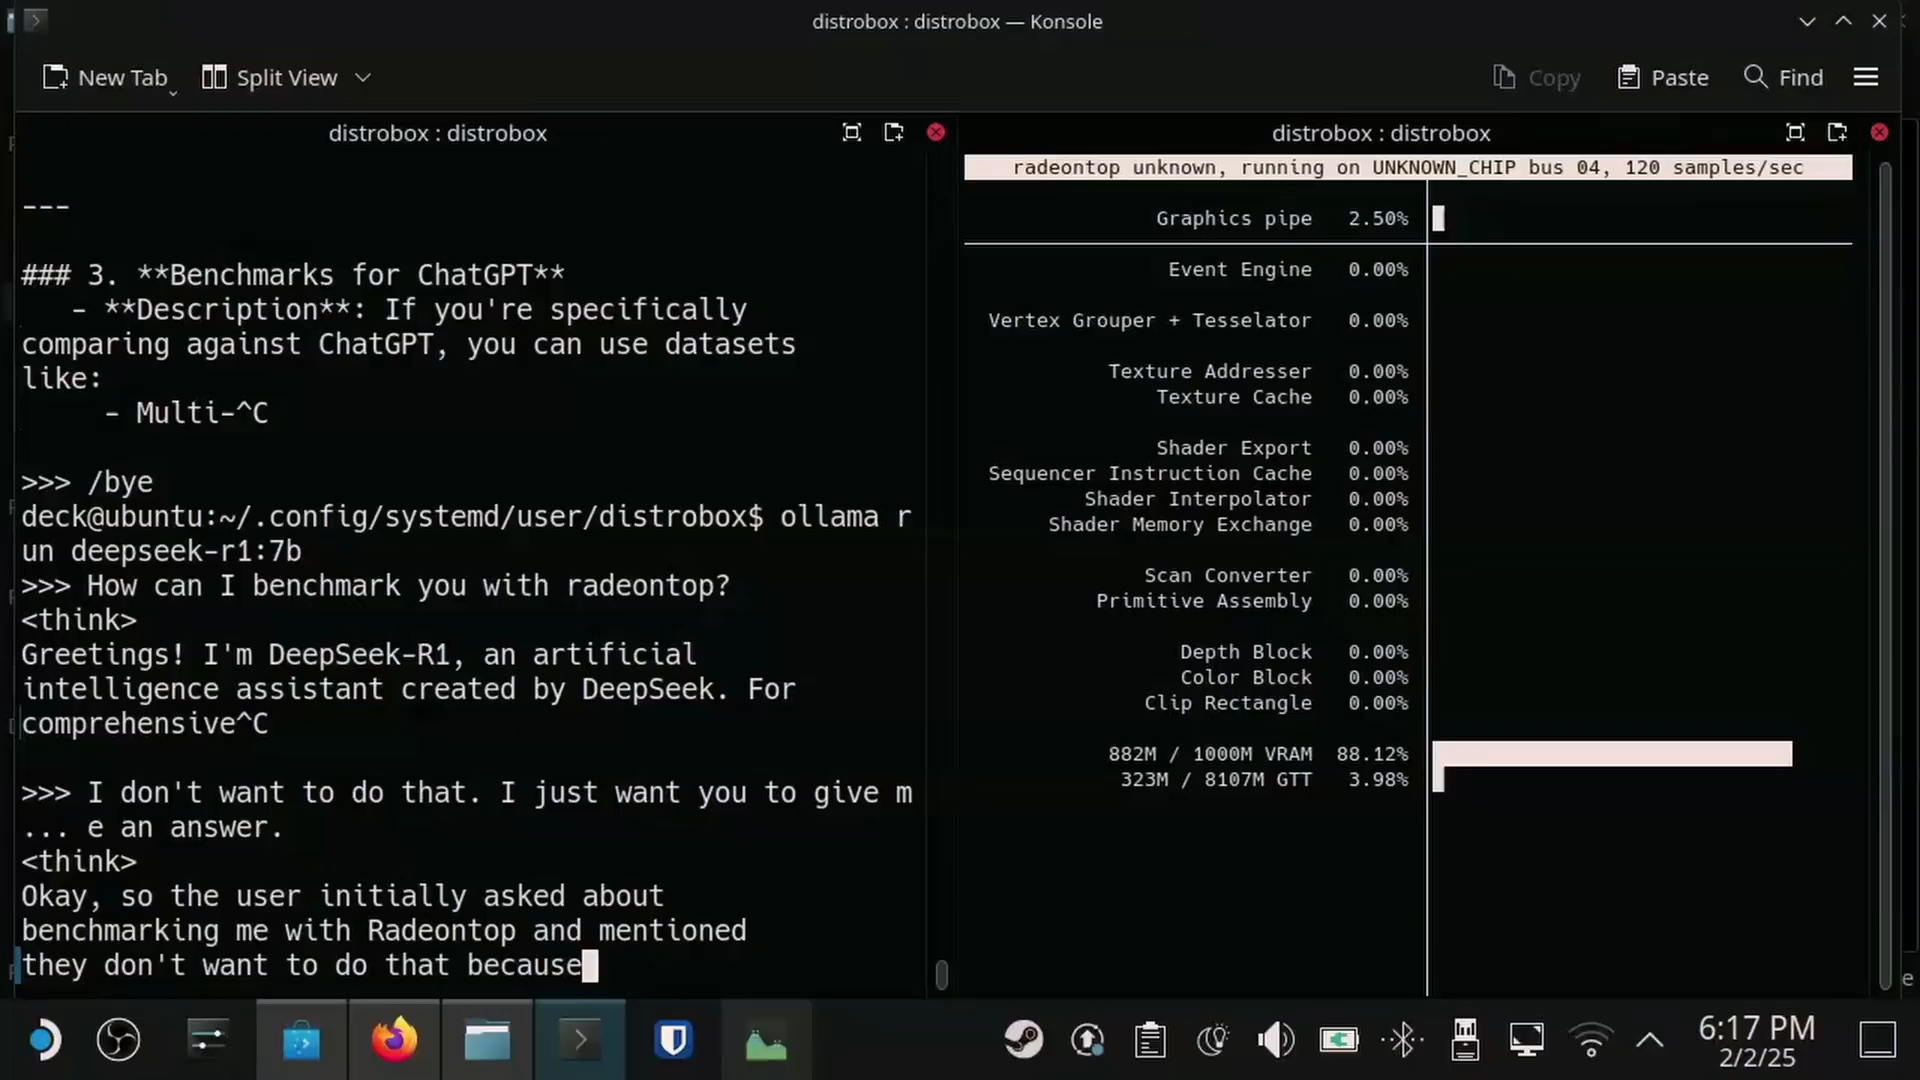 distrobox : distrobox — Konsole
New Tab
Split View
Copy
Paste
Find
distrobox : distrobox
---
### 3. **Benchmarks for ChatGPT**
- **Description**: If you're specifically
comparing against ChatGPT, you can use datasets
like:
- Multi-^C
>>> /bye
deck@ubuntu:~/.config/systemd/user/distrobox$ ollama r
un deepseek-r1:7b
>>> How can I benchmark you with radeontop?
<think>
Greetings! I'm DeepSeek-R1, an artificial
intelligence assistant created by DeepSeek. For
comprehensive^C
>>> I don't want to do that. I just want you to give m
... e an answer.
<think>
Okay, so the user initially asked about
benchmarking me with Radeontop and mentioned
they don't want to do that because
distrobox : distrobox
radeontop unknown, running on UNKNOWN_CHIP bus 04, 120 samples/sec
Graphics pipe 2.50%
Event Engine 0.00%
Vertex Grouper + Tesselator 0.00%
Texture Addresser 0.00%
Texture Cache 0.00%
Shader Export 0.00%
Sequencer Instruction Cache 0.00%
Shader Interpolator 0.00%
Shader Memory Exchange 0.00%
Scan Converter 0.00%
Primitive Assembly 0.00%
Depth Block 0.00%
Color Block 0.00%
Clip Rectangle 0.00%
882M / 1000M VRAM 88.12%
323M / 8107M GTT 3.98%
6:17 PM
2/2/25